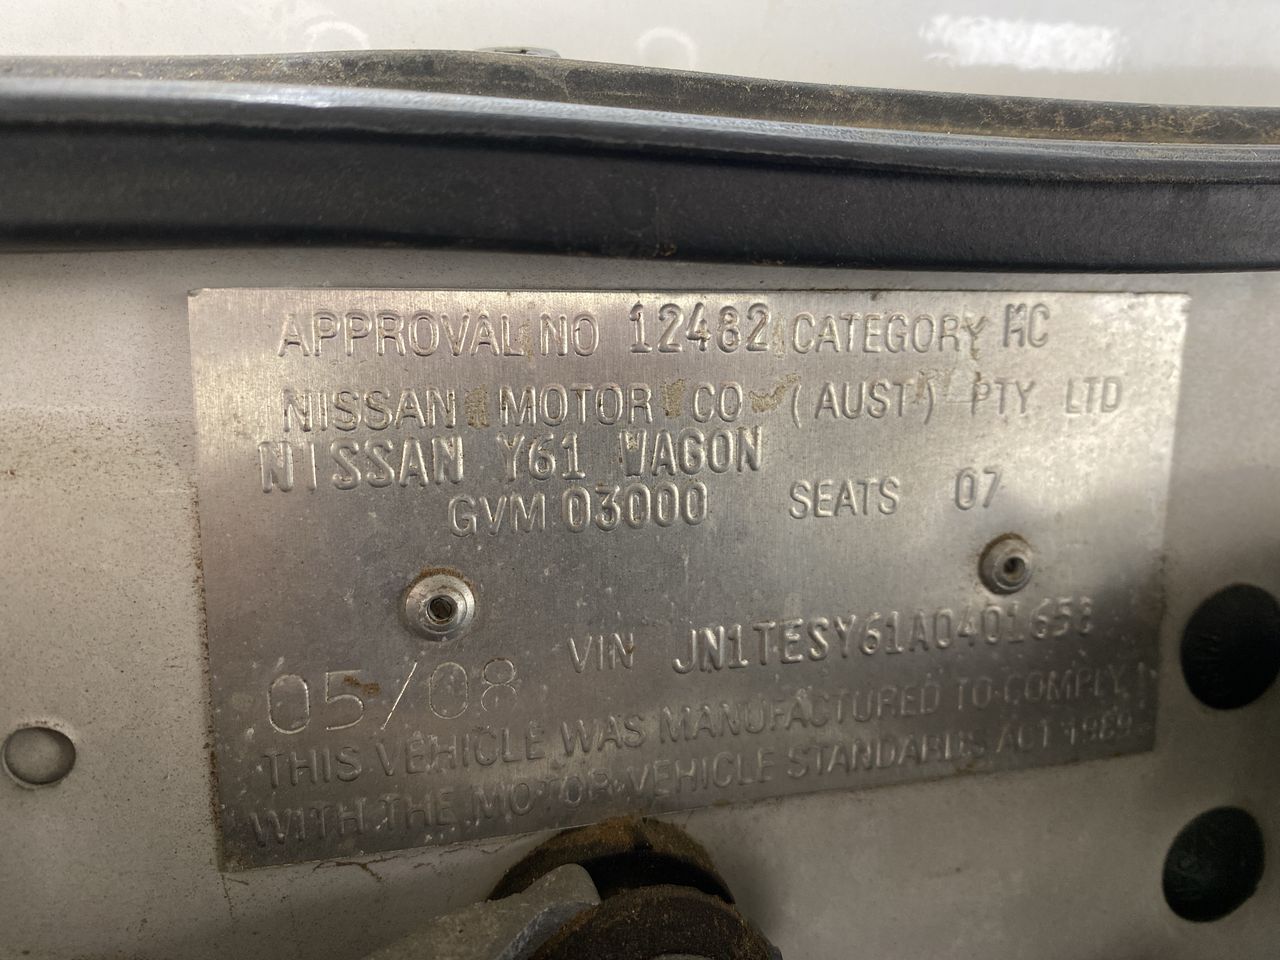 APPROVAL NO 12482 CATEGORY MC
NISSAN MOTOR CO (AUST) PTY LTD
NISSAN Y61 WAGON
GVM 03000 SEATS 07
VIN JN1TESY61A0401653
05/08
THIS VEHICLE WAS MANUFACTURED TO COMPLY
WITH THE MOTOR VEHICLE STANDARDS ACT 1989